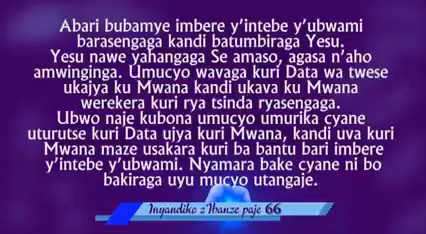 Abari bubamye imbere y'intebe y'ubwami
barasengaga kandi batumbiraga Yesu.
Yesu nawe yahangaga Se amaso, agasa n'aho
amwinginga. Umucyo wavaga kuri Data wa twese
ukajya ku Mwana kandi ukava ku Mwana
werekera kuri rya tsinda ryasengaga.
Ubwo naje kubona umucyo umurika cyane
uturutse kuri Data ujya kuri Mwana, kandi uva kuri
Mwana maze usakara kuri ba bantu bari imbere
y'intebe y'ubwami. Nyamara bake cyane ni bo
bakiraga uyu mucyo utangaje.
Inyandiko z'Ibanze paje 66